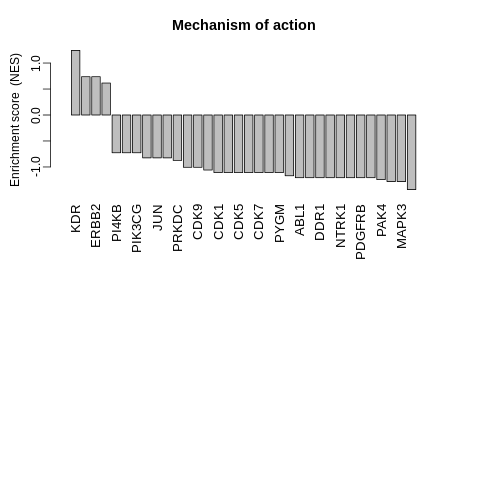 Mechanism of action
Enrichment score (NES)
1.0
0.0
-1.0
KDR
ERBB2
PI4KB
PIK3CG
JUN
PRKDC
CDK9
CDK1
CDK5
CDK7
PYGM
ABL1
DDR1
NTRK1
PDGFRB
PAK4
MAPK3